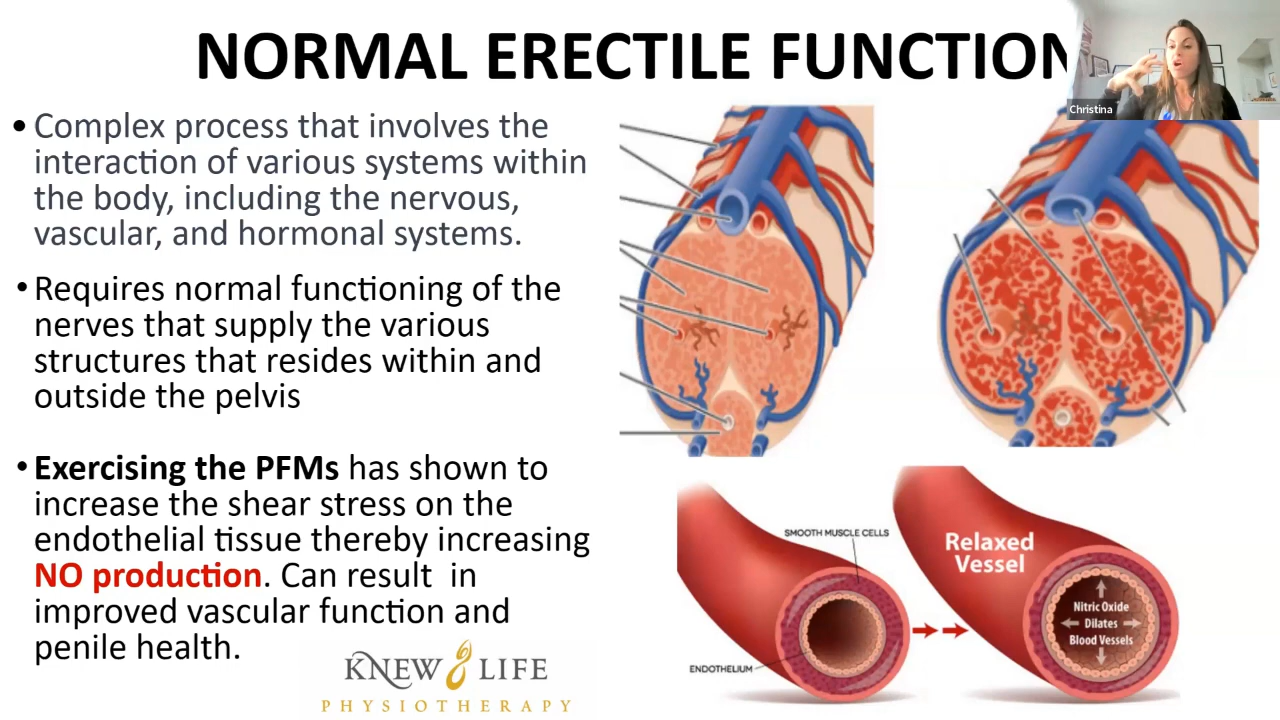 NORMAL ERECTILE FUNCTION
Christina
• Complex process that involves the
interaction of various systems within
the body, including the nervous,
vascular, and hormonal systems.
• Requires normal functioning of the
nerves that supply the various
structures that resides within and
outside the pelvis
• Exercising the PFMs has shown to
increase the shear stress on the
endothelial tissue thereby increasing
NO production. Can result in
improved vascular function and
penile health.
SMOOTH MUSCLE CELLS
ENDOTHELIUM
Relaxed
Vessel
Nitric Oxide
Dilates
Blood Vessels
KNEW LIFE
PHYSIOTHERAPY